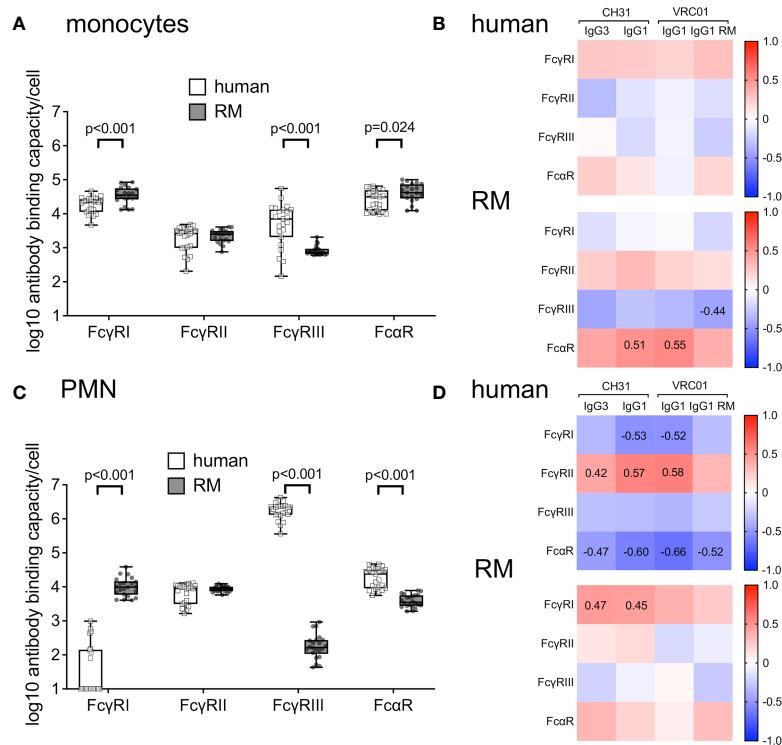 A monocytes
human
RM
p<0.001 p<0.001 p=0.024
log10 antibody binding capacity/cell
7
6
5
4
3
2
1
FcγRI FcγRII FcγRIII FcαR
B human
CH31 VRC01
IgG3 IgG1 IgG1 IgG1 RM
FcγRI
FcγRII
FcγRIII
FcαR
1.0
0.5
0
-0.5
-1.0
RM
FcγRI
FcγRII
FcγRIII -0.44
FcαR 0.51 0.55
1.0
0.5
0
-0.5
-1.0
C PMN
human
RM
p<0.001 p<0.001 p<0.001
log10 antibody binding capacity/cell
7
6
5
4
3
2
1
FcγRI FcγRII FcγRIII FcαR
D human
CH31 VRC01
IgG3 IgG1 IgG1 IgG1 RM
FcγRI -0.53 -0.52
FcγRII 0.42 0.57 0.58
FcγRIII
FcαR -0.47 -0.60 -0.66 -0.52
1.0
0.5
0
-0.5
-1.0
RM
FcγRI 0.47 0.45
FcγRII
FcγRIII
FcαR
1.0
0.5
0
-0.5
-1.0